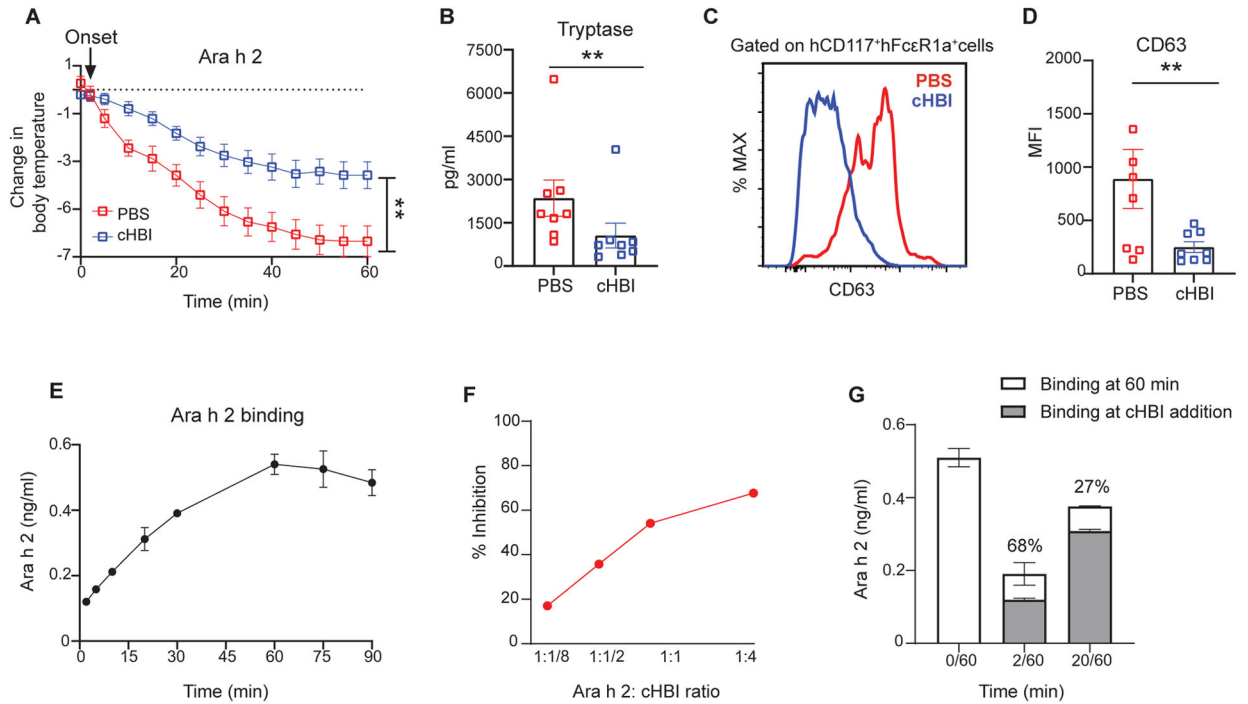 A
Onset
Ara h 2
Change in
body temperature
1
-1
-3
-6
-7
PBS
cHBI
**
0
20
40
60
Time (min)
B
Tryptase
**
pg/ml
7500
6000
4500
3000
1500
0
PBS
cHBI
C
Gated on hCD117⁺hFcεR1a⁺cells
PBS
cHBI
% MAX
CD63
D
CD63
**
MFI
2000
1500
1000
500
0
PBS
cHBI
E
Ara h 2 binding
Ara h 2 (ng/ml)
0.6
0.4
0.2
0
0
15
30
45
60
75
90
Time (min)
F
% Inhibition
100
80
60
40
20
0
1:1/8
1:1/2
1:1
1:4
Ara h 2: cHBI ratio
G
Binding at 60 min
Binding at cHBI addition
Ara h 2 (ng/ml)
0.6
0.4
0.2
0
68%
27%
0/60
2/60
20/60
Time (min)